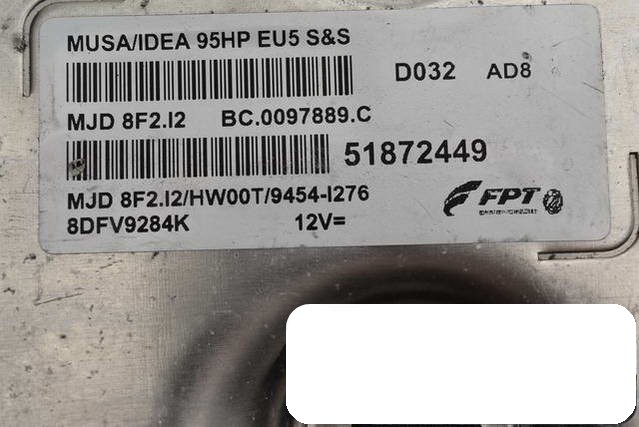 MUSA/IDEA 95HP EU5 S&S
D032 AD8
MJD 8F2.I2 BC.0097889.C
51872449
MJD 8F2.I2/HW00T/9454-I276
8DFV9284K 12V=
FPT